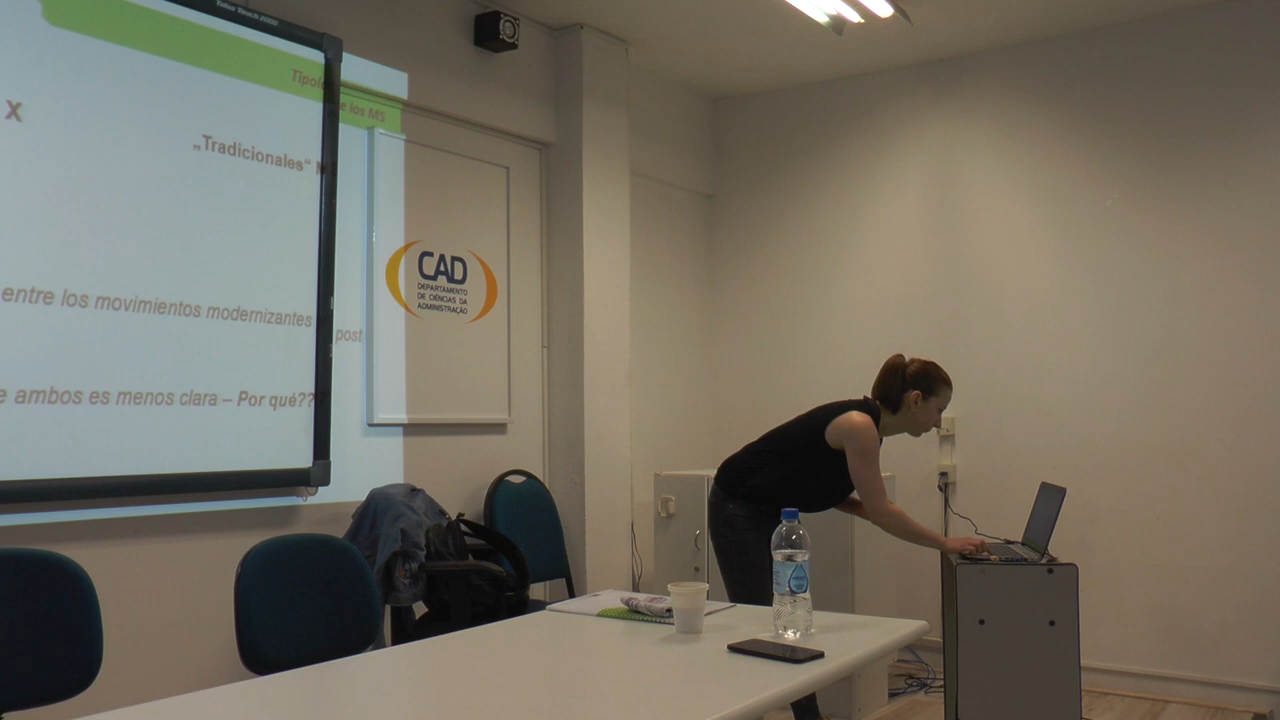 Tipolo e los MS
x
„Tradicionales“
entre los movimientos modernizantes post
e ambos es menos clara – Por qué??
CAD
DEPARTAMENTO
DE CIÊNCIAS DA
ADMINISTRAÇÃO